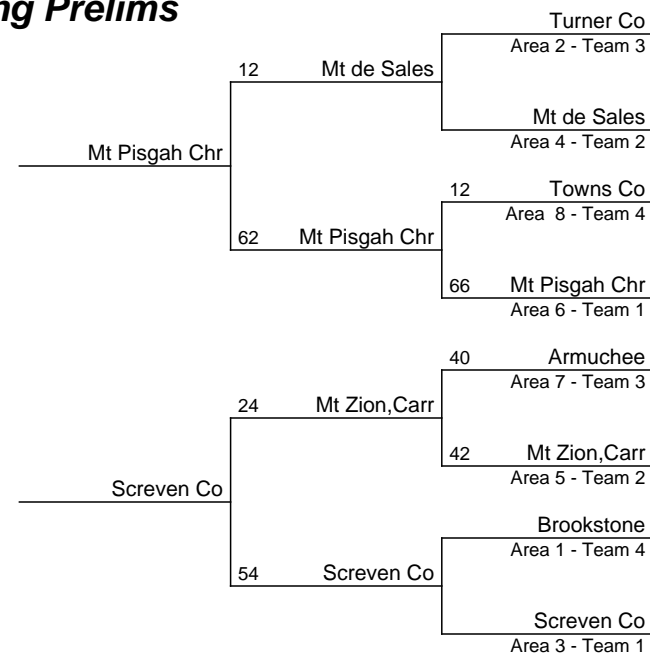 ng Prelims
Turner Co
Area 2 - Team 3
12 Mt de Sales
Mt de Sales
Area 4 - Team 2
Mt Pisgah Chr
12 Towns Co
Area 8 - Team 4
62 Mt Pisgah Chr
66 Mt Pisgah Chr
Area 6 - Team 1
40 Armuchee
Area 7 - Team 3
24 Mt Zion,Carr
42 Mt Zion,Carr
Area 5 - Team 2
Screven Co
Brookstone
Area 1 - Team 4
54 Screven Co
Screven Co
Area 3 - Team 1